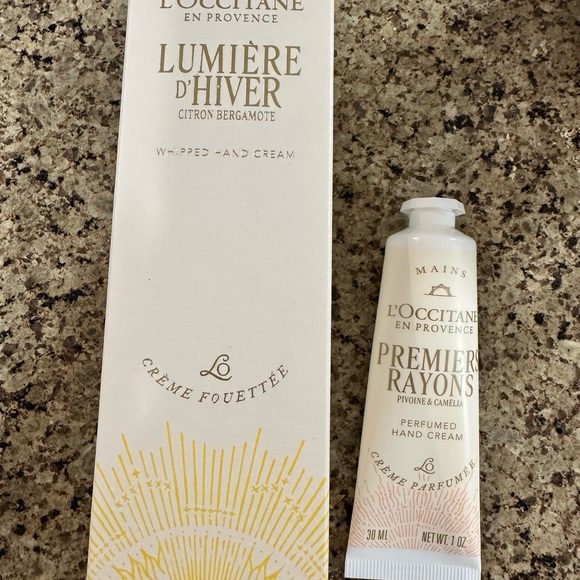 L'OCCITANE
EN PROVENCE
LUMIÈRE
D'HIVER
CITRON BERGAMOTE
WHIPPED HAND CREAM
LO
CRÈME FOUETTÉE
MAINS
L'OCCITANE
EN PROVENCE
PREMIERS
RAYONS
PIVOINE & CAMÉLIA
PERFUMED
HAND CREAM
LO
CRÈME PARFUMÉE
30 ML NET WT. 1 OZ